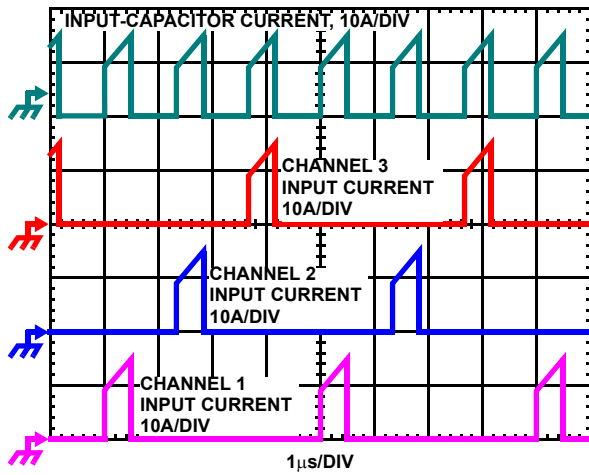 INPUT-CAPACITOR CURRENT, 10A/DIV
CHANNEL 3
INPUT CURRENT
10A/DIV
CHANNEL 2
INPUT CURRENT
10A/DIV
CHANNEL 1
INPUT CURRENT
10A/DIV
1μs/DIV